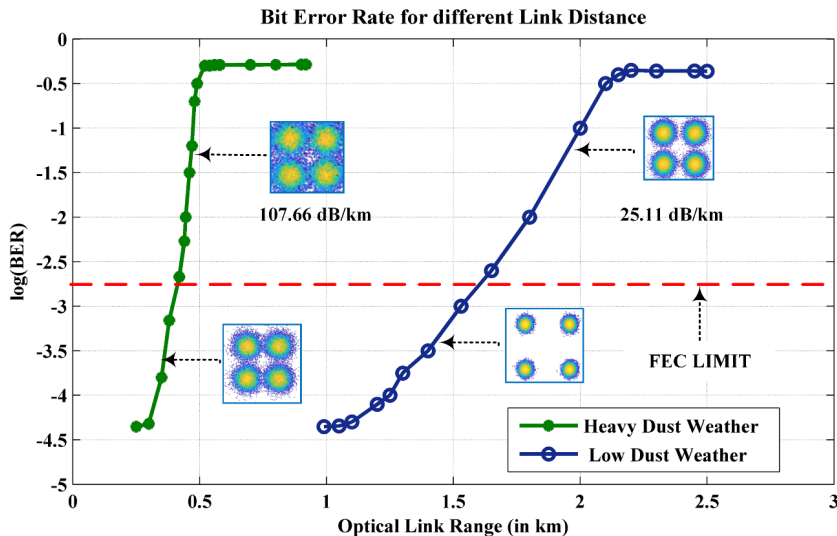 Bit Error Rate for different Link Distance
log(BER)
0
-0.5
-1
-1.5
-2
-2.5
-3
-3.5
-4
-4.5
-5
107.66 dB/km
25.11 dB/km
FEC LIMIT
Heavy Dust Weather
Low Dust Weather
0
0.5
1
1.5
2
2.5
3
Optical Link Range (in km)